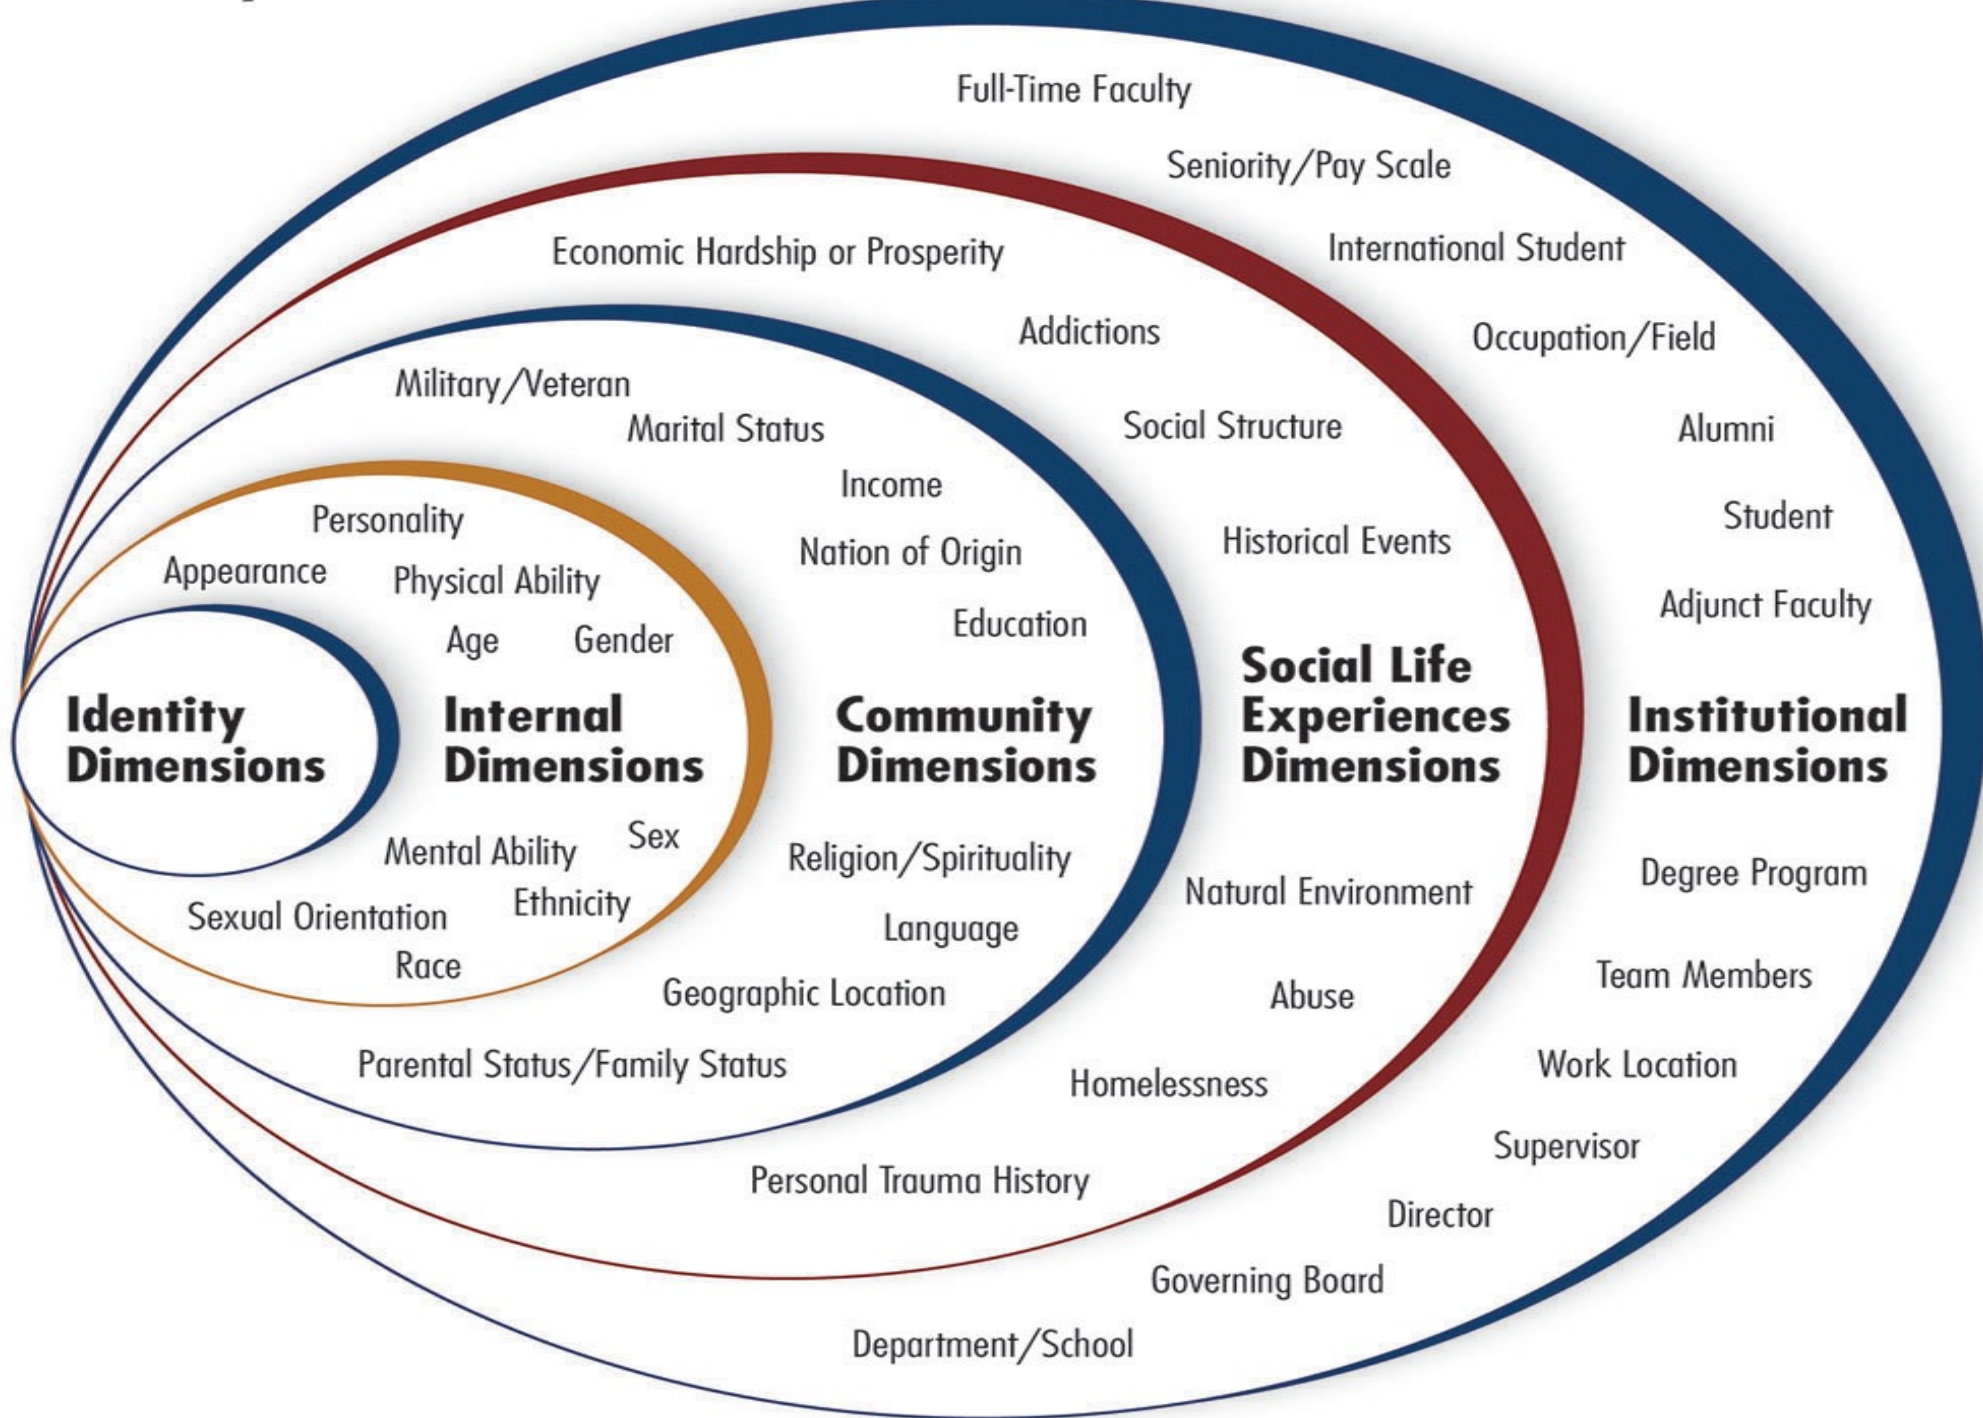 Full-Time Faculty
Seniority/Pay Scale
International Student
Occupation/Field
Alumni
Student
Adjunct Faculty
Institutional
Dimensions
Degree Program
Team Members
Work Location
Supervisor
Director
Governing Board
Department/School
Economic Hardship or Prosperity
Addictions
Social Structure
Historical Events
Social Life
Experiences
Dimensions
Natural Environment
Abuse
Homelessness
Personal Trauma History
Military/Veteran
Marital Status
Income
Nation of Origin
Education
Community
Dimensions
Religion/Spirituality
Language
Geographic Location
Parental Status/Family Status
Personality
Appearance
Physical Ability
Age
Gender
Internal
Dimensions
Sex
Mental Ability
Ethnicity
Sexual Orientation
Race
Identity
Dimensions